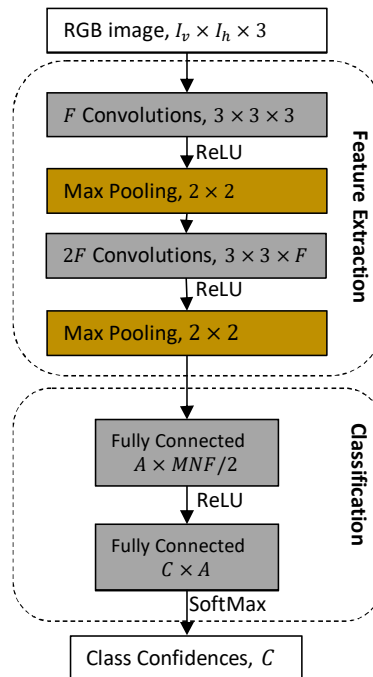 RGB image, I_v × I_h × 3
F Convolutions, 3 × 3 × 3
ReLU
Max Pooling, 2 × 2
2F Convolutions, 3 × 3 × F
ReLU
Max Pooling, 2 × 2
Feature Extraction
Fully Connected
A × MNF/2
ReLU
Fully Connected
C × A
SoftMax
Classification
Class Confidences, C